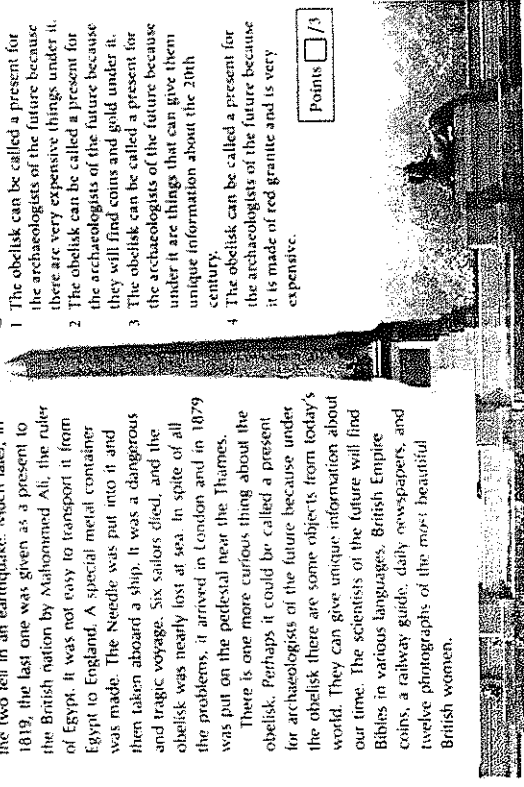 the two fell in an earthquake. Much later, in
1819, the last one was given as a present to
the British nation by Mahommed Ali, the ruler
of Egypt. It was not easy to transport it from
Egypt to England. A special metal container
was made. The Needle was put into it and
then taken aboard a ship. It was a dangerous
and tragic voyage. Six sailors died, and the
obelisk was nearly lost at sea. In spite of all
the problems, it arrived in London and in 1879
was put on the pedestal near the Thames.
There is one more curious thing about the
obelisk. Perhaps it could be called a present
for archaeologists of the future because under
the obelisk there are some objects from today's
world. They can give unique information about
our time. The scientists of the future will find
Bibles in various languages, British Empire
coins, a railway guide, daily newspapers, and
twelve photographs of the most beautiful
British women.
1 The obelisk can be called a present for
the archaeologists of the future because
there are very expensive things under it.
2 The obelisk can be called a present for
the archaeologists of the future because
they will find coins and gold under it.
3 The obelisk can be called a present for
the archaeologists of the future because
under it are things that can give them
unique information about the 20th
century.
4 The obelisk can be called a present for
the archaeologists of the future because
it is made of red granite and is very
expensive.
Points /3